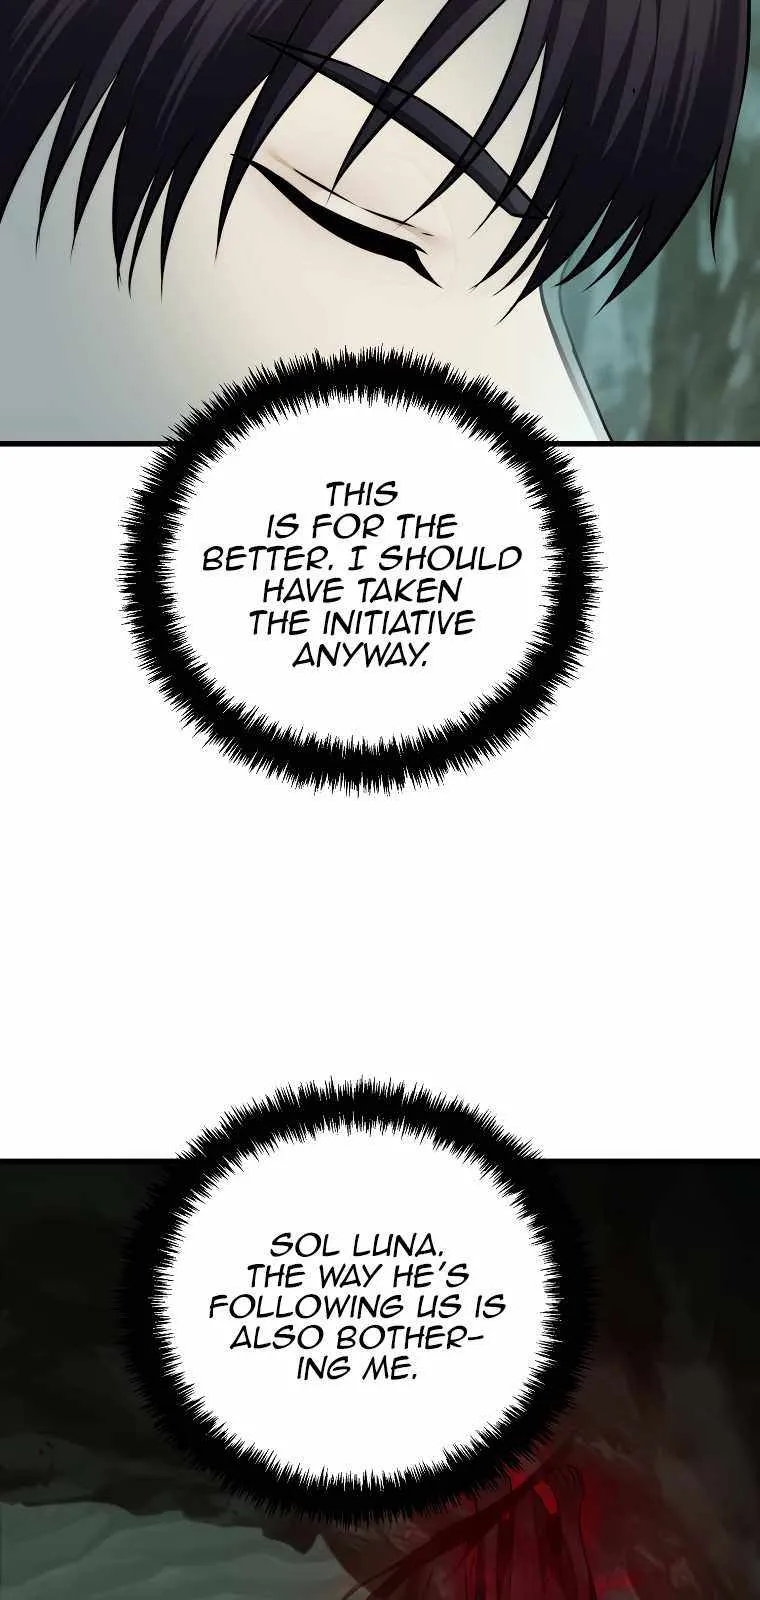 THIS
IS FOR THE
BETTER. I SHOULD
HAVE TAKEN
THE INITIATIVE
ANYWAY.
SOL LUNA.
THE WAY HE'S
FOLLOWING US IS
ALSO BOTHER-
ING ME.